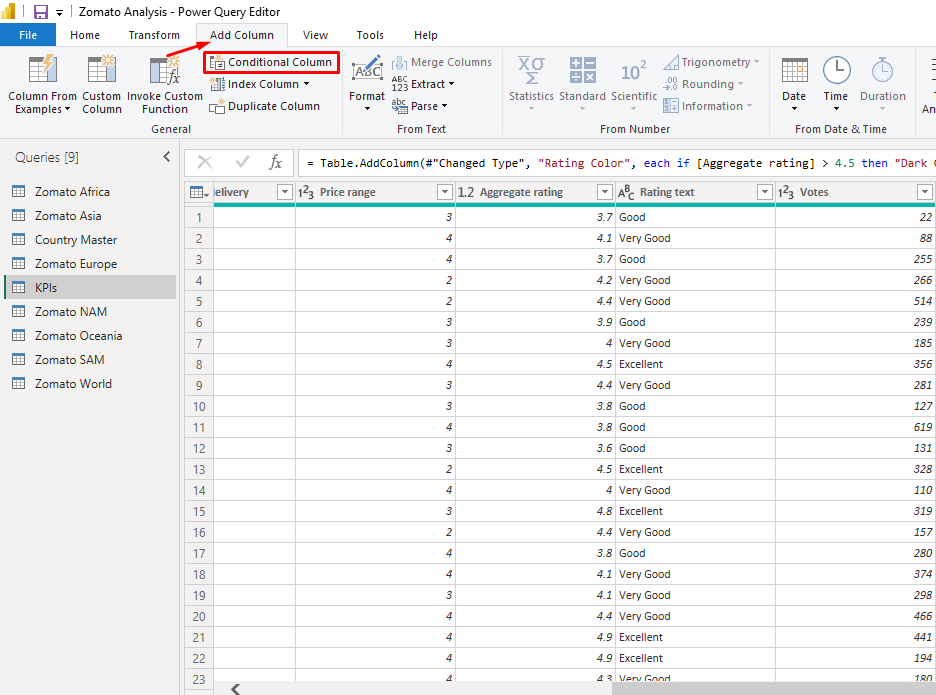 Zomato Analysis - Power Query Editor
File Home Transform Add Column View Tools Help
Column From Examples
Custom Column
Invoke Custom Function
Conditional Column
Index Column
Duplicate Column
General
Format
Merge Columns
Extract
Parse
From Text
Statistics
Standard
Scientific
Trigonometry
Rounding
Information
From Number
Date
Time
Duration
From Date & Time
Queries [9]
Zomato Africa
Zomato Asia
Country Master
Zomato Europe
KPIs
Zomato NAM
Zomato Oceania
Zomato SAM
Zomato World
fx = Table.AddColumn(#"Changed Type", "Rating Color", each if [Aggregate rating] > 4.5 then "Dark
elivery 123 Price range 1.2 Aggregate rating ABC Rating text 123 Votes
1 3 3.7 Good 22
2 4 4.1 Very Good 88
3 4 3.7 Good 255
4 2 4.2 Very Good 266
5 2 4.4 Very Good 514
6 3 3.9 Good 239
7 3 4 Very Good 185
8 4 4.5 Excellent 356
9 3 4.4 Very Good 281
10 3 3.8 Good 127
11 4 3.8 Good 619
12 3 3.6 Good 131
13 2 4.5 Excellent 328
14 4 4 Very Good 110
15 3 4.8 Excellent 319
16 2 4.4 Very Good 157
17 4 3.8 Good 280
18 4 4.1 Very Good 374
19 3 4.1 Very Good 298
20 4 4.4 Very Good 466
21 4 4.9 Excellent 441
22 4 4.9 Excellent 194
23 4 4.3 Very Good 180